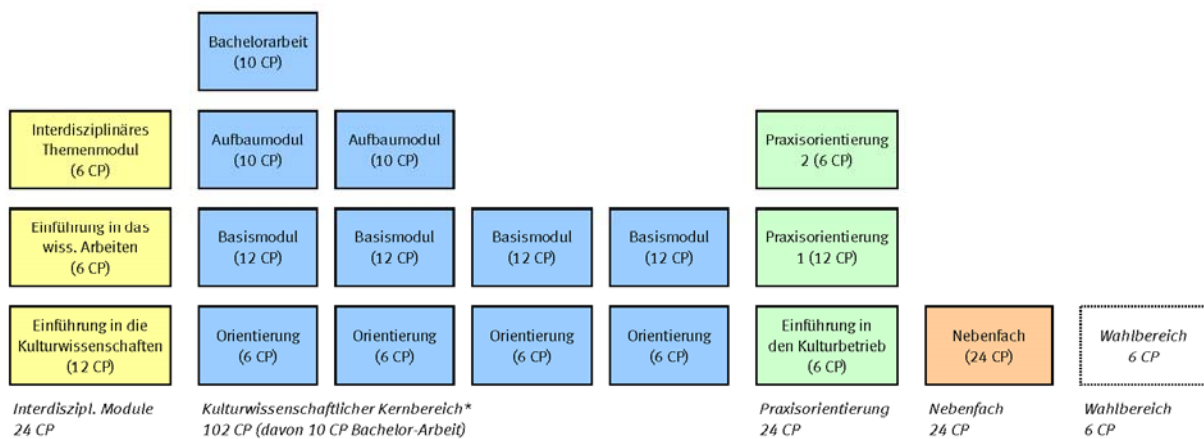 Bachelorarbeit
(10 CP)
Interdisziplinäres
Themenmodul
(6 CP)
Aufbaumodul
(10 CP)
Aufbaumodul
(10 CP)
Praxisorientierung
2 (6 CP)
Einführung in das
wiss. Arbeiten
(6 CP)
Basismodul
(12 CP)
Basismodul
(12 CP)
Basismodul
(12 CP)
Basismodul
(12 CP)
Praxisorientierung
1 (12 CP)
Einführung in die
Kulturwissenschaften
(12 CP)
Orientierung
(6 CP)
Orientierung
(6 CP)
Orientierung
(6 CP)
Orientierung
(6 CP)
Einführung in
den Kulturbetrieb
(6 CP)
Nebenfach
(24 CP)
Wahlbereich
6 CP
Interdiszipl. Module
24 CP
Kulturwissenschaftlicher Kernbereich*
102 CP (davon 10 CP Bachelor-Arbeit)
Praxisorientierung
24 CP
Nebenfach
24 CP
Wahlbereich
6 CP